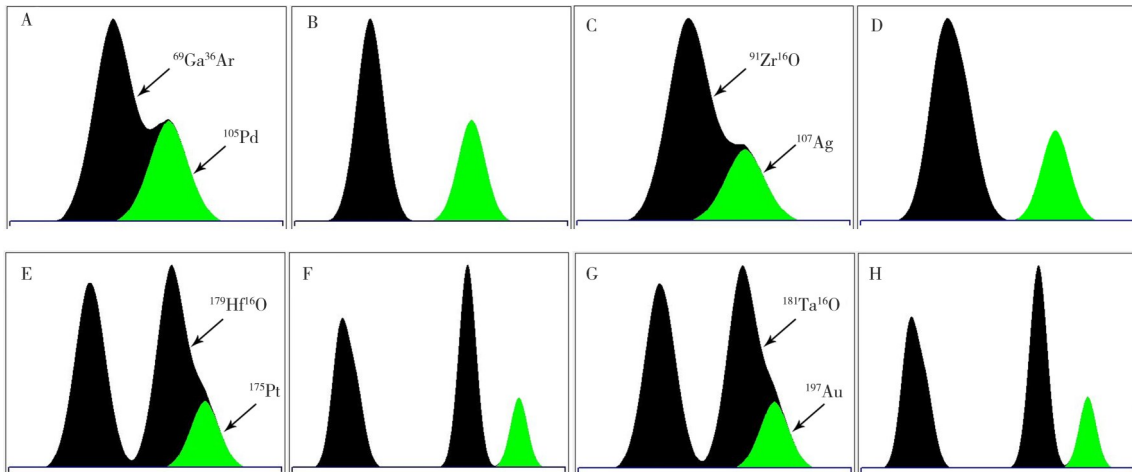 A
⁶⁹Ga³⁶Ar
¹⁰⁵Pd
B
C
⁹¹Zr¹⁶O
¹⁰⁷Ag
D
E
¹⁷⁹Hf¹⁶O
¹⁷⁵Pt
F
G
¹⁸¹Ta¹⁶O
¹⁹⁷Au
H